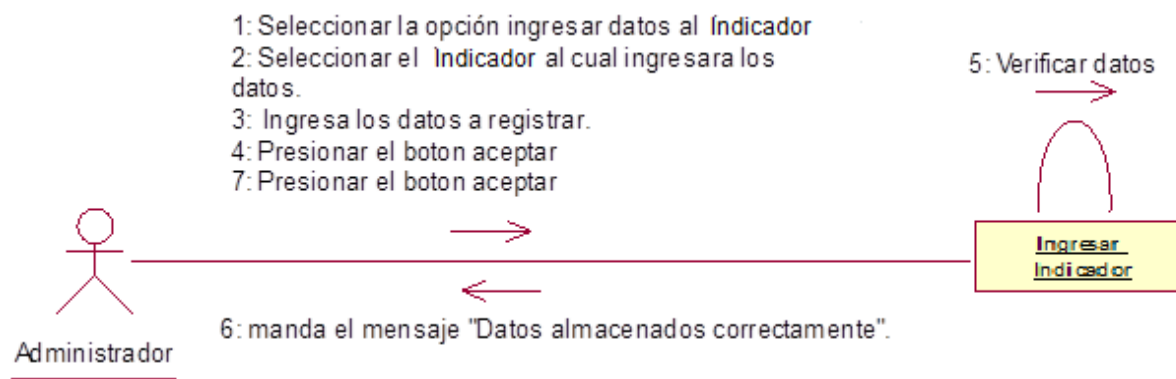 1: Seleccionar la opción ingresar datos al Indicador
2: Seleccionar el Indicador al cual ingresara los
datos.
3: Ingresa los datos a registrar.
4: Presionar el boton aceptar
7: Presionar el boton aceptar
5: Verificar datos
Ingresar
Indicador
6: manda el mensaje "Datos almacenados correctamente".
Administrador